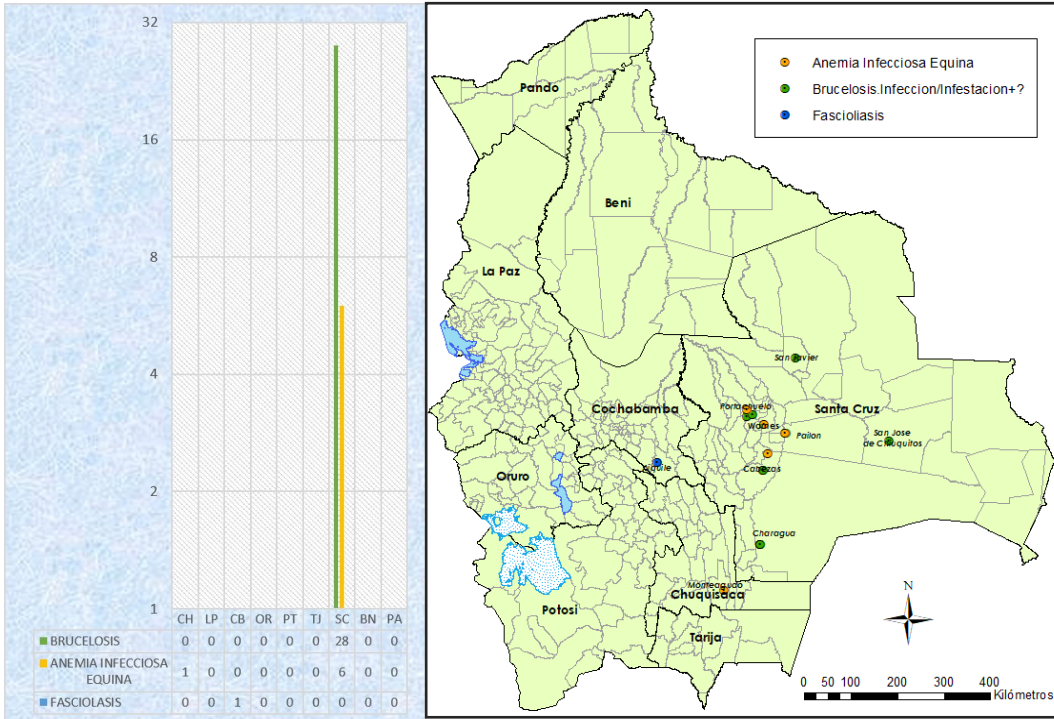 32
16
8
4
2
1
CH LP CB OR PT TJ SC BN PA
BRUCELOSIS 0 0 0 0 0 0 28 0 0
ANEMIA INFECCIOSA
EQUINA 1 0 0 0 0 0 6 0 0
FASCIOLASIS 0 0 1 0 0 0 0 0 0
Anemia Infecciosa Equina
Brucelosis.Infeccion/Infestacion+?
Fascioliasis
Pando
Beni
La Paz
San Javier
Cochabamba
Portachuelo
Santa Cruz
Warnes
Pailon
San Jose
de Chiquitos
Aiquile
Cabezas
Oruro
Charagua
Monteagudo
Chuquisaca
Potosi
Tarija
N
0 50 100 200 300 400
Kilómetros